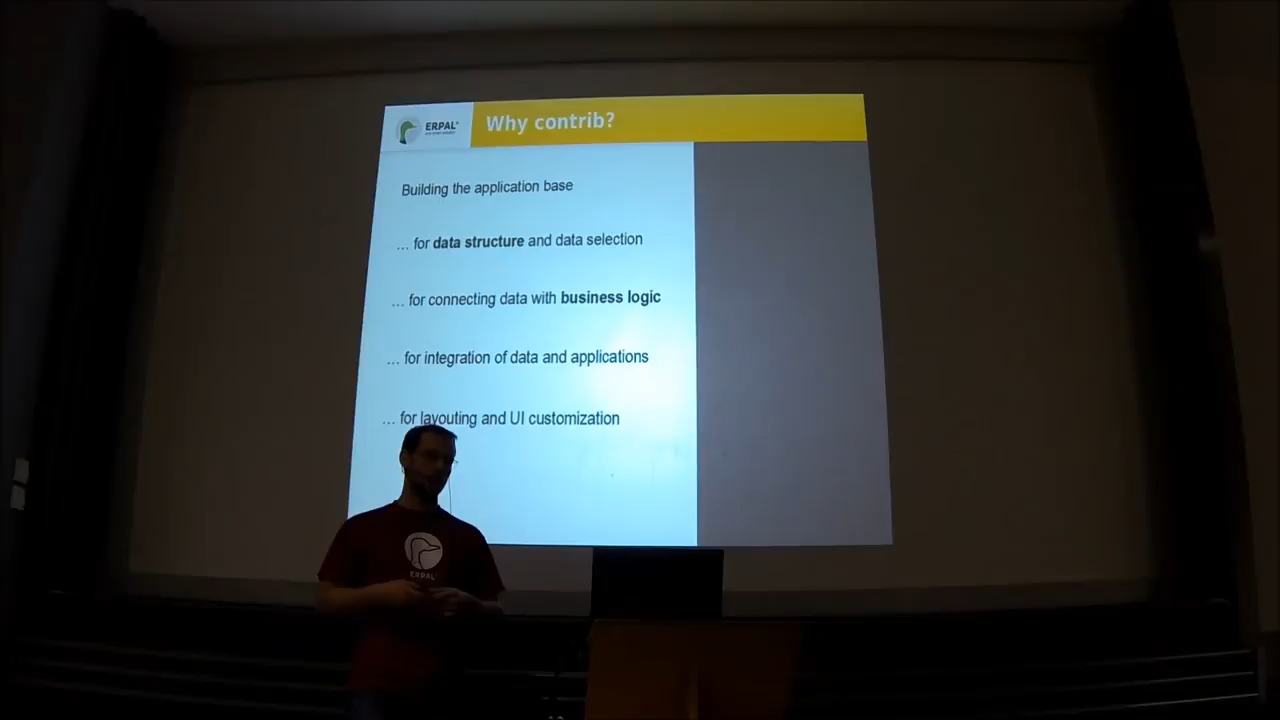 ERPAL®
Why contrib?
Building the application base
... for data structure and data selection
... for connecting data with business logic
... for integration of data and applications
... for layouting and UI customization
ERPAL®